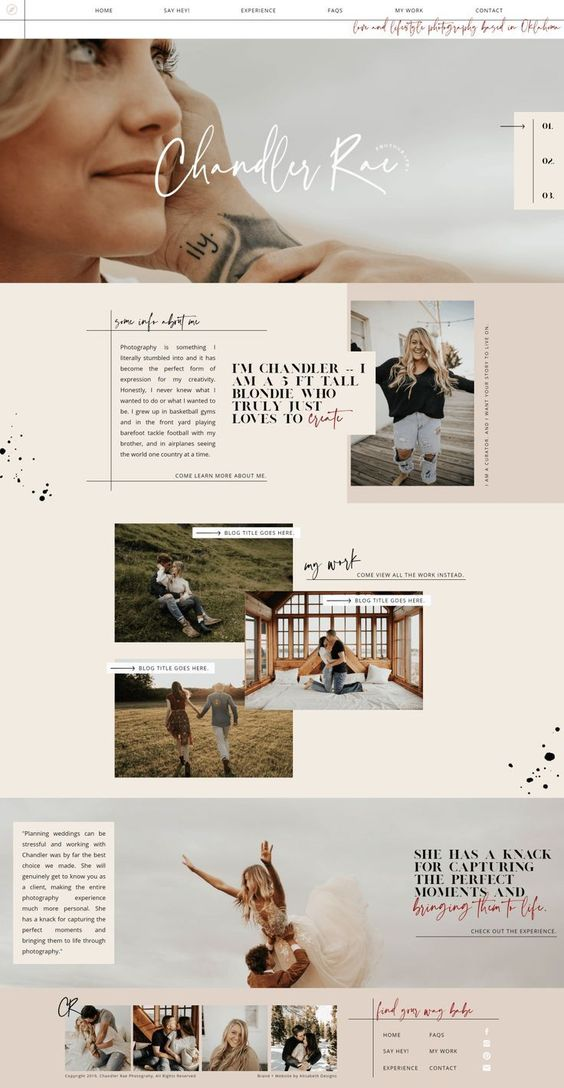 HOME
SAY HEY!
EXPERIENCE
FAQS
MY WORK
CONTACT
love and lifestyle photography based in Oklahoma
Chandler Rae
PHOTOGRAPHY
ily.
01.
02.
03.
some info about me
Photography is something I
literally stumbled into and it has
become the perfect form of
expression for my creativity.
Honestly, I never knew what I
wanted to do or what I wanted to
be. I grew up in basketball gyms
and in the front yard playing
barefoot tackle football with my
brother, and in airplanes seeing
the world one country at a time.
COME LEARN MORE ABOUT ME.
I'M CHANDLER -- I
AM A 5 FT TALL
BLONDIE WHO
TRULY JUST
LOVES TO create
I AM A CURATOR. AND I WANT YOUR STORY TO LIVE ON.
BLOG TITLE GOES HERE.
my work
COME VIEW ALL THE WORK INSTEAD.
BLOG TITLE GOES HERE.
BLOG TITLE GOES HERE.
"Planning weddings can be
stressful and working with
Chandler was by far the best
choice we made. She will
genuinely get to know you as
a client, making the entire
photography experience
much more personal. She
has a knack for capturing the
perfect moments and
bringing them to life through
photography."
SHE HAS A KNACK
FOR CAPTURING
THE PERFECT
MOMENTS AND
bringing them to life.
CHECK OUT THE EXPERIENCE.
CR
find your way babe
HOME
FAQS
SAY HEY!
MY WORK
EXPERIENCE
CONTACT
Copyright 2019, Chandler Rae Photography, All Rights Reserved
Brand + Website by Alisabeth Designs